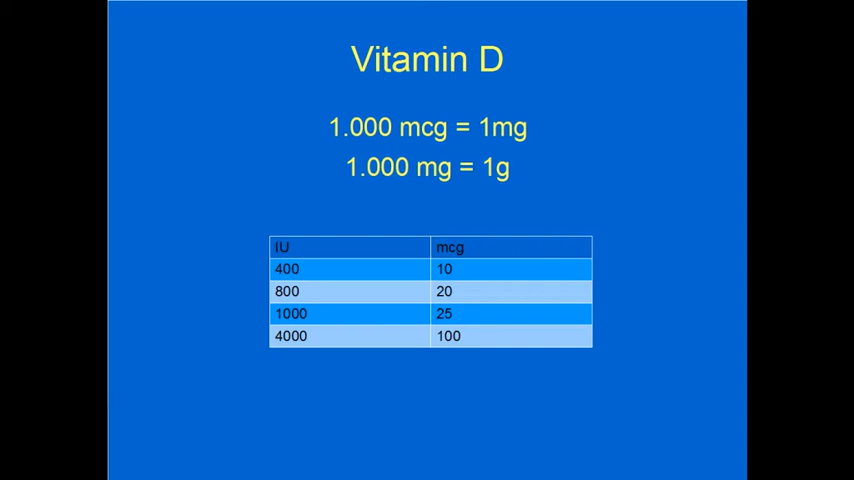 Vitamin D
1.000 mcg = 1mg
1.000 mg = 1g
IU mcg
400 10
800 20
1000 25
4000 100